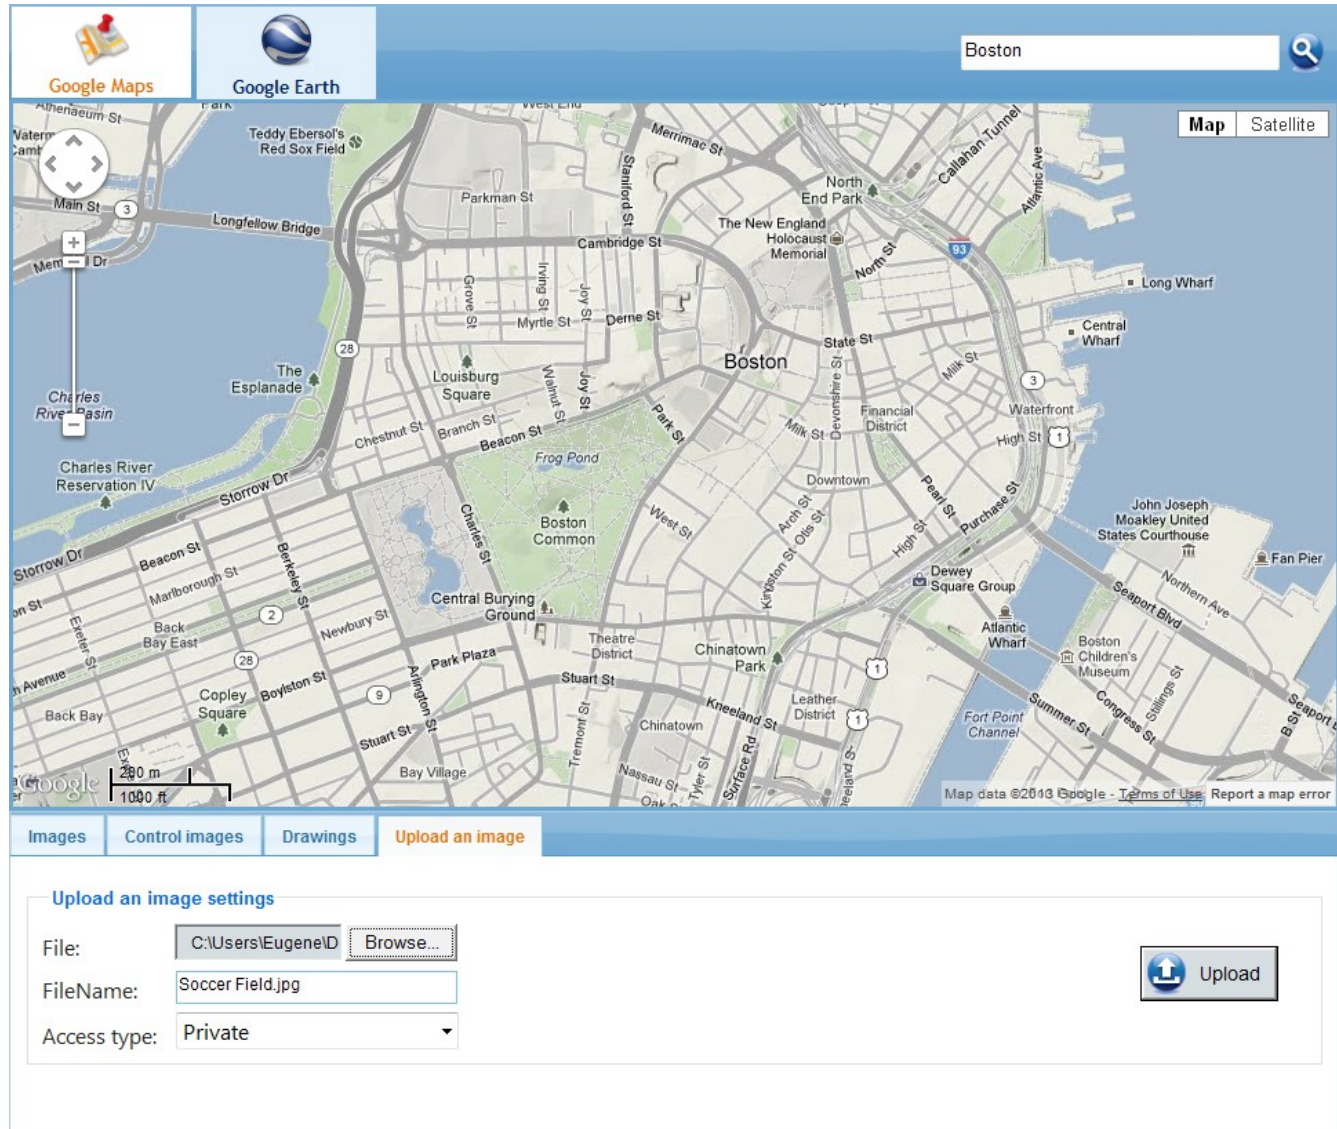 Google Maps
Google Earth
Boston
Map
Satellite
Athenaeum St
Park
West End
Teddy Ebersol's
Red Sox Field
Merrimac St
Callahan Tunnel
Atlantic Ave
Staniford St
Parkman St
North
End Park
Main St
3
Longfellow Bridge
The New England
Holocaust
Memorial
Cambridge St
North St
93
Long Wharf
Grove St
Irving St
Joy St
Myrtle St
Derne St
Central
Wharf
State St
Boston
28
The
Esplanade
Louisburg
Square
Walnut St
Joy St
Devonshire St
Milk St
3
Charles
River Basin
Park St
Financial
District
Waterfront
Chestnut St
Branch St
Beacon St
Milk St
High St
1
Frog Pond
Charles River
Reservation IV
Storrow Dr
Downtown
Pearl St
Purchase St
John Joseph
Moakley United
States Courthouse
Charles St
Boston
Common
West St
Arch St
Otis St
High St
Fan Pier
Storrow Dr
Beacon St
Berkeley St
Marlborough St
Kingston St
Dewey
Square Group
Northern Ave
Seaport Blvd
Central Burying
Ground
2
Newbury St
Exeter St
Back
Bay East
Theatre
District
Chinatown
Park
Atlantic
Wharf
Boston
Children's
Museum
28
Park Plaza
Arlington St
1
Stuart St
Copley
Square
Boylston St
9
Stillings St
Back Bay
Kneeland St
Leather
District
1
Fort Point
Channel
Summer St
Congress St
B St
Seaport
Stuart St
Tremont St
Chinatown
Surface Rd
Bay Village
Nassau St
Tyler St
Google
200 m
1000 ft
Map data ©2013 Google - Terms of Use
Report a map error
Images
Control images
Drawings
Upload an image
Upload an image settings
File:
C:\Users\Eugene\D
Browse...
FileName:
Soccer Field.jpg
Access type:
Private
Upload